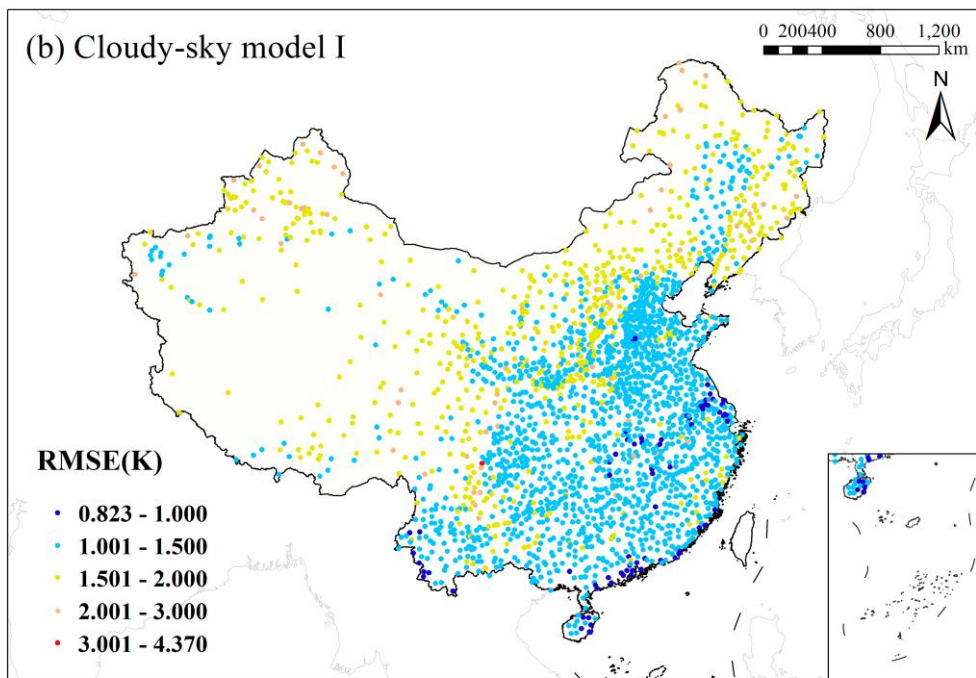 (b) Cloudy-sky model I
0 200400 800 1,200
km
N
RMSE(K)
0.823 - 1.000
1.001 - 1.500
1.501 - 2.000
2.001 - 3.000
3.001 - 4.370